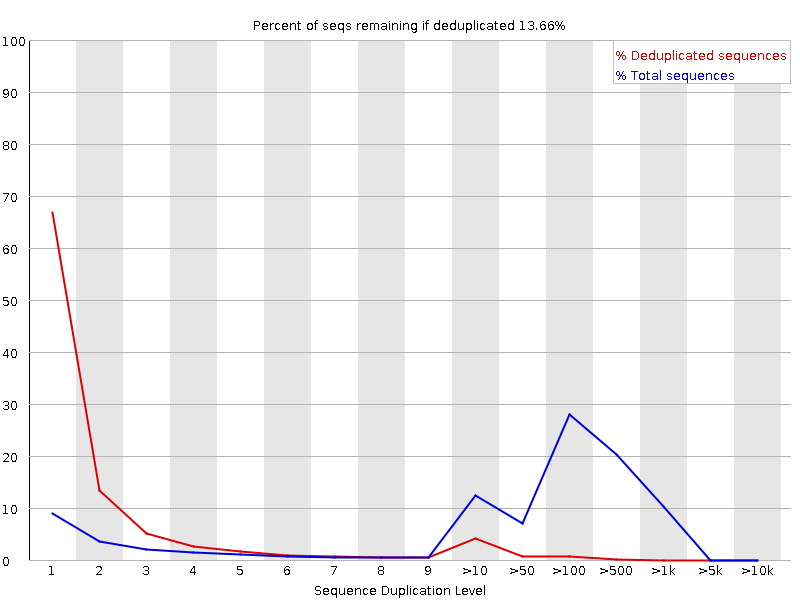 Percent of seqs remaining if deduplicated 13.66%
% Deduplicated sequences
% Total sequences
100
90
80
70
60
50
40
30
20
10
0
1 2 3 4 5 6 7 8 9 >10 >50 >100 >500 >1k >5k >10k
Sequence Duplication Level